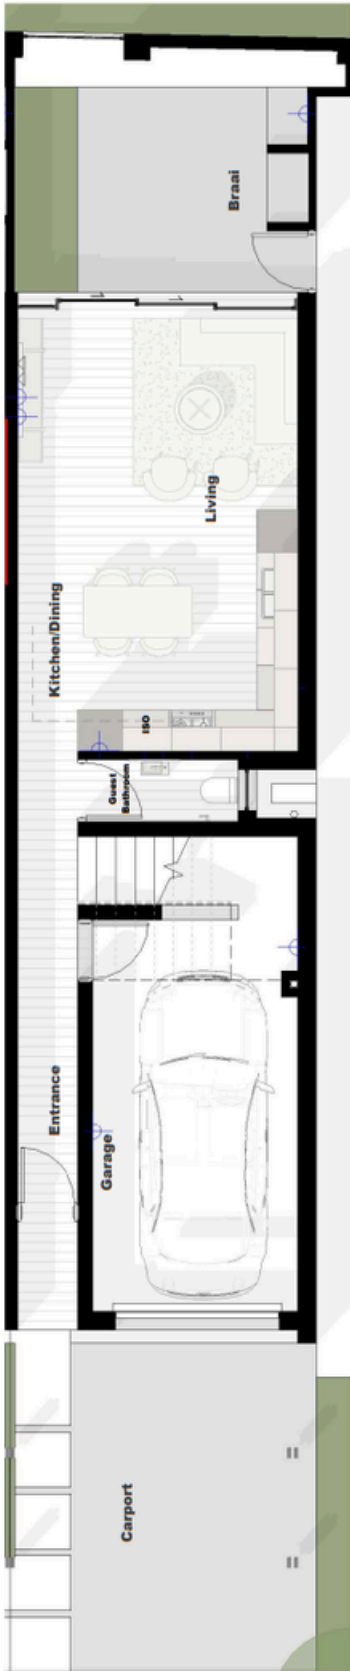 Braai
Living
Kitchen/Dining
ISO
Guest
Bathroom
Entrance
Garage
Carport